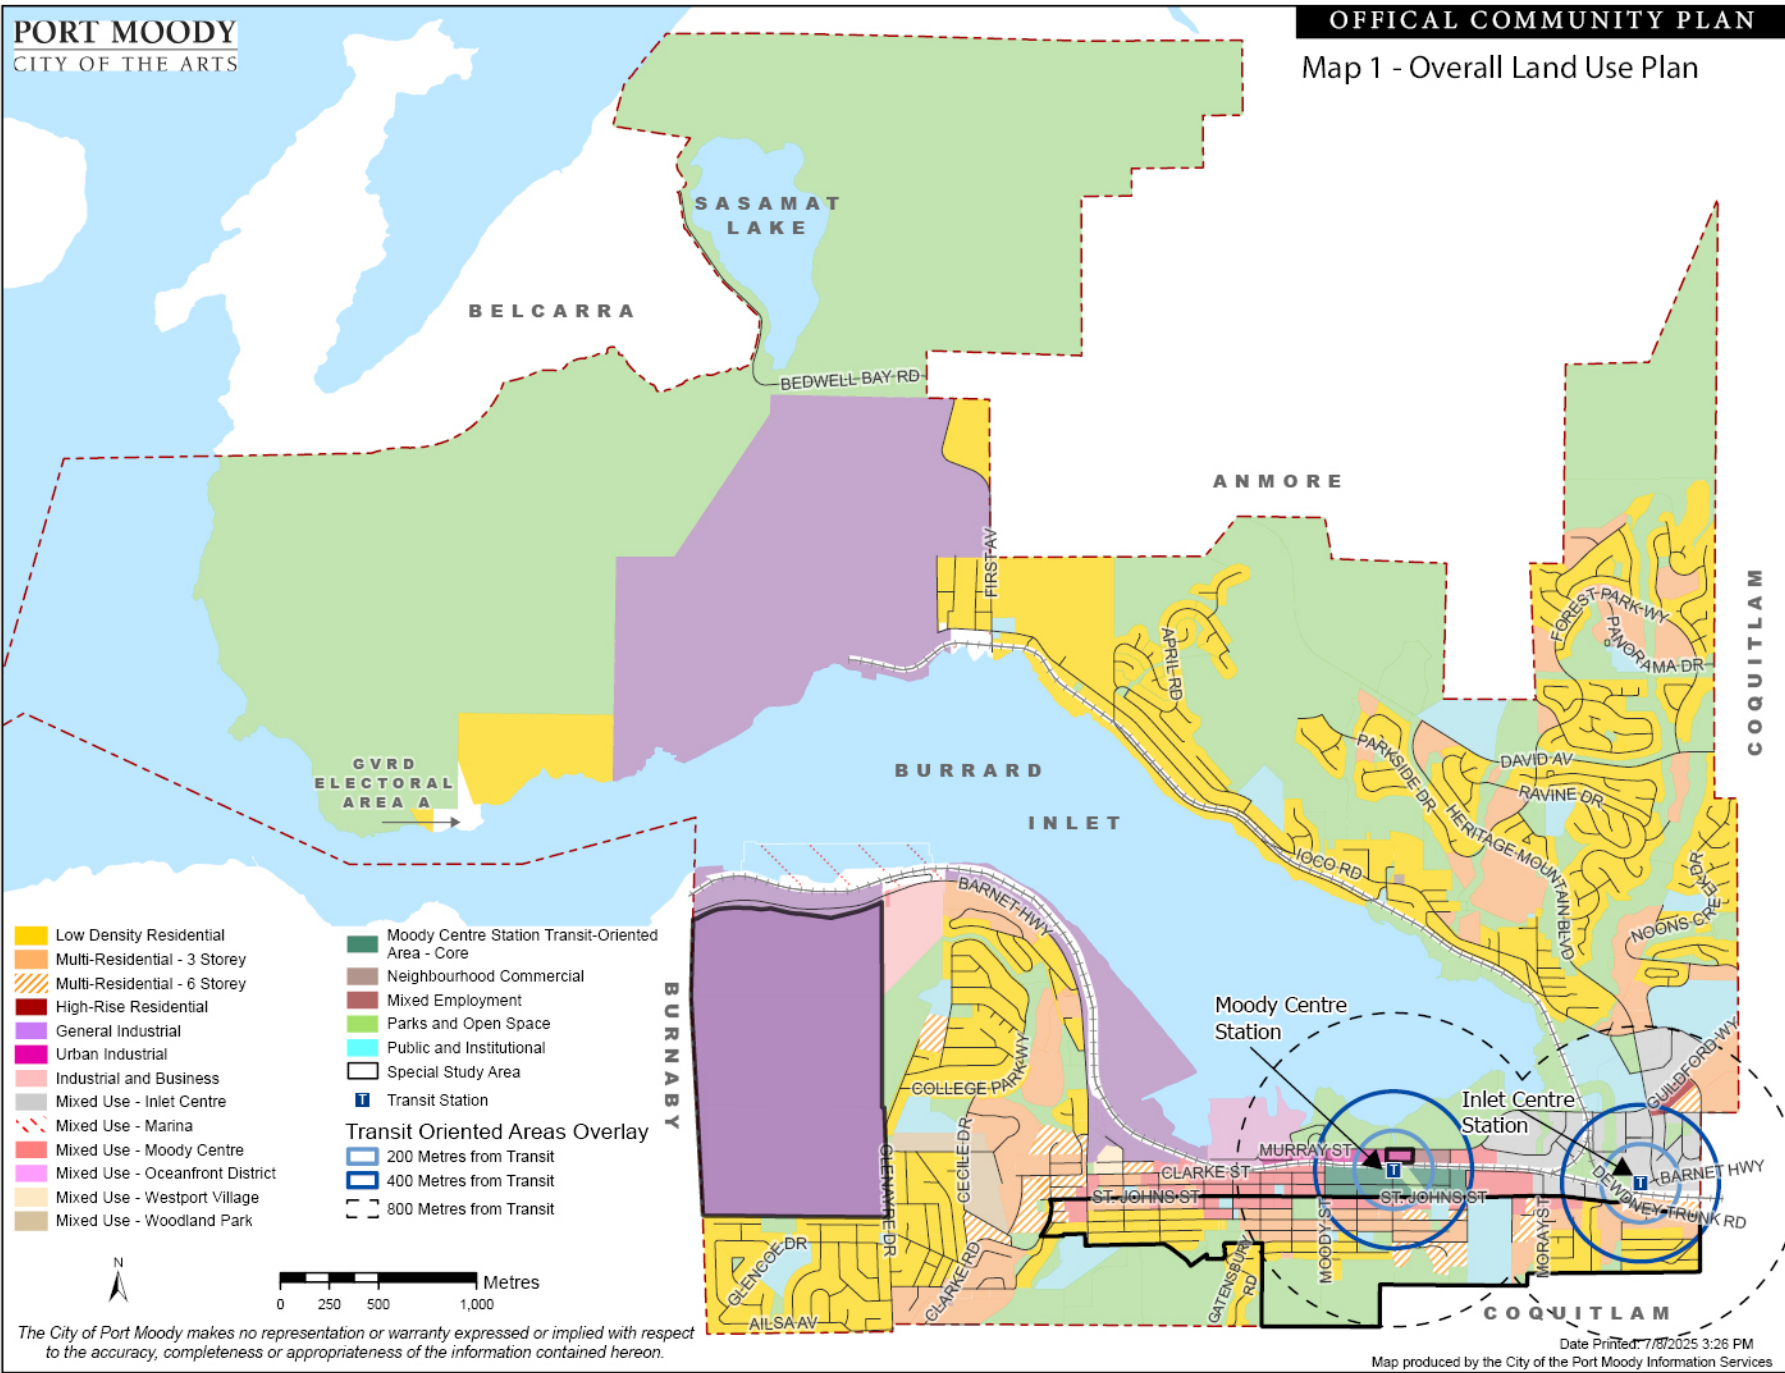 PORT MOODY
CITY OF THE ARTS
OFFICAL COMMUNITY PLAN
Map 1 - Overall Land Use Plan
SASAMAT
LAKE
BELCARRA
BEDWELL BAY RD
ANMORE
FIRST AV
APRIL RD
FOREST PARK WY
PANORAMA DR
COQUITLAM
DAVID AV
RAVINE DR
PARKSIDE DR
HERITAGE MOUNTAIN BLVD
NOONS CREEK DR
IOCO RD
GVRD
ELECTORAL
AREA A
BURRARD
INLET
BARNET HWY
BURNABY
Moody Centre
Station
Inlet Centre
Station
GUILDFORD WY
COLLEGE PARK WY
CECILE DR
GLENAYRE DR
MURRAY ST
CLARKE ST
ST. JOHNS ST
ST. JOHNS ST
BARNET HWY
DEWDNEY TRUNK RD
MOODY ST
MORAY ST
GATENSBURY
RD
CLARKE RD
GLENCOE DR
AILSA AV
COQUITLAM
T
T
Low Density Residential
Multi-Residential - 3 Storey
Multi-Residential - 6 Storey
High-Rise Residential
General Industrial
Urban Industrial
Industrial and Business
Mixed Use - Inlet Centre
Mixed Use - Marina
Mixed Use - Moody Centre
Mixed Use - Oceanfront District
Mixed Use - Westport Village
Mixed Use - Woodland Park
Moody Centre Station Transit-Oriented
Area - Core
Neighbourhood Commercial
Mixed Employment
Parks and Open Space
Public and Institutional
Special Study Area
T Transit Station
Transit Oriented Areas Overlay
200 Metres from Transit
400 Metres from Transit
800 Metres from Transit
N
Metres
0 250 500 1,000
The City of Port Moody makes no representation or warranty expressed or implied with respect
to the accuracy, completeness or appropriateness of the information contained hereon.
Date Printed: 7/8/2025 3:26 PM
Map produced by the City of the Port Moody Information Services